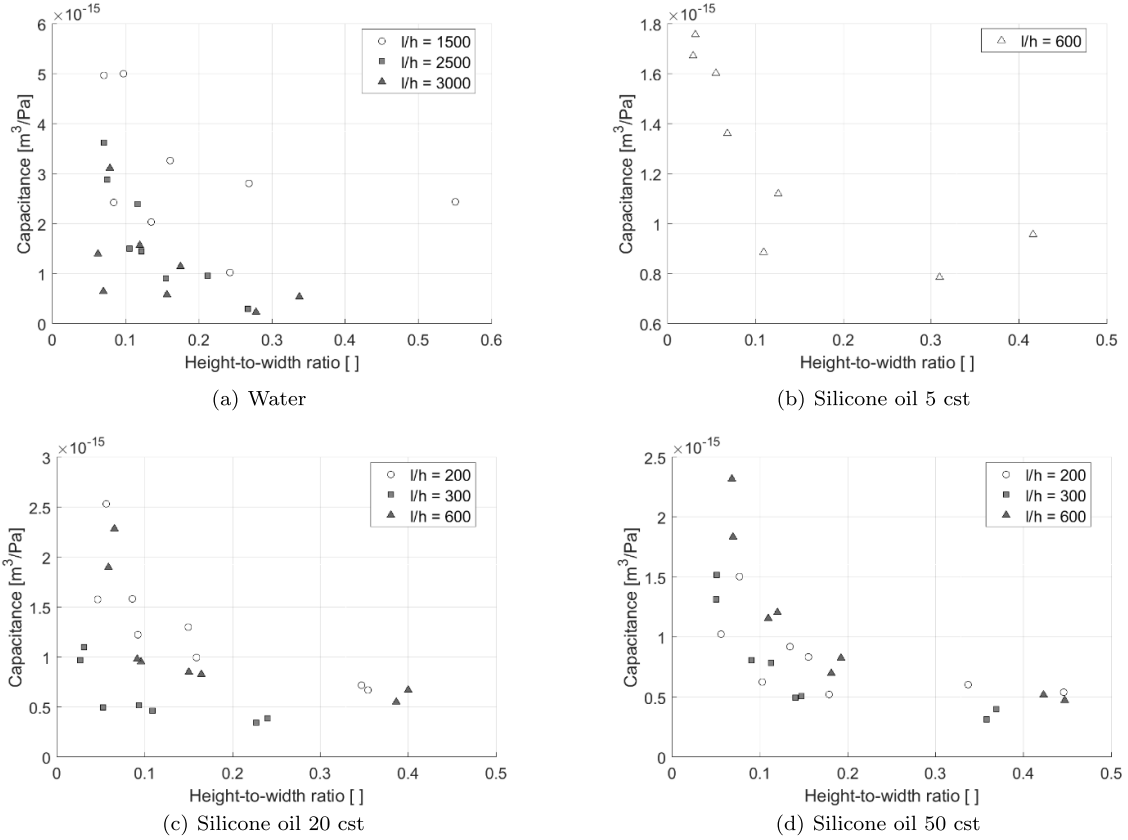 ×10⁻¹⁵
6
5
4
3
2
1
0
Capacitance [m³/Pa]
l/h = 1500
l/h = 2500
l/h = 3000
0 0.1 0.2 0.3 0.4 0.5 0.6
Height-to-width ratio [ ]
(a) Water
×10⁻¹⁵
1.8
1.6
1.4
1.2
1
0.8
0.6
Capacitance [m³/Pa]
l/h = 600
0 0.1 0.2 0.3 0.4 0.5
Height-to-width ratio [ ]
(b) Silicone oil 5 cst
×10⁻¹⁵
3
2.5
2
1.5
1
0.5
0
Capacitance [m³/Pa]
l/h = 200
l/h = 300
l/h = 600
0 0.1 0.2 0.3 0.4 0.5
Height-to-width ratio [ ]
(c) Silicone oil 20 cst
×10⁻¹⁵
2.5
2
1.5
1
0.5
0
Capacitance [m³/Pa]
l/h = 200
l/h = 300
l/h = 600
0 0.1 0.2 0.3 0.4 0.5
Height-to-width ratio [ ]
(d) Silicone oil 50 cst